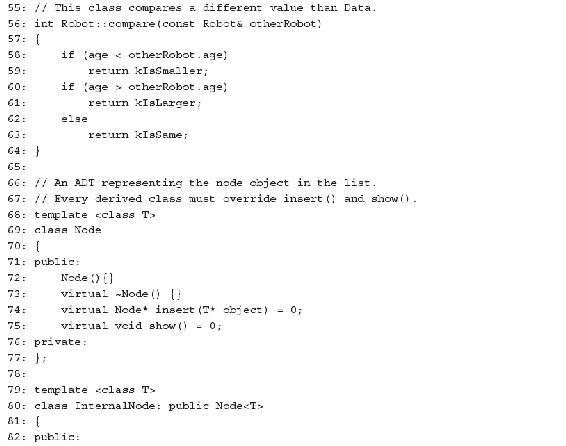 55: // This class compares a different value than Data.
56: int Robot::compare(const Robot& otherRobot)
57: {
58:     if (age < otherRobot.age)
59:         return kIsSmaller;
60:     if (age > otherRobot.age)
61:         return kIsLarger;
62:     else
63:         return kIsSame;
64: }
65:
66: // An ADT representing the node object in the list.
67: // Every derived class must override insert() and show().
68: template <class T>
69: class Node
70: {
71: public:
72:     Node(){}
73:     virtual ~Node() {}
74:     virtual Node* insert(T* object) = 0;
75:     virtual void show() = 0;
76: private:
77: };
78:
79: template <class T>
80: class InternalNode: public Node<T>
81: {
82: public: